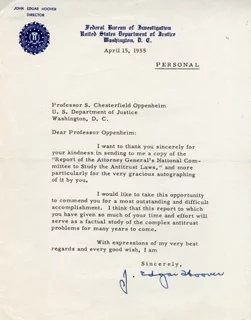 JOHN EDGAR HOOVER
DIRECTOR
Federal Bureau of Investigation
United States Department of Justice
Washington, D. C.
April 15, 1955
PERSONAL
Professor S. Chesterfield Oppenheim
U. S. Department of Justice
Washington, D. C.
Dear Professor Oppenheim:
I want to thank you sincerely for
your kindness in sending to me a copy of the
"Report of the Attorney General's National Com-
mittee to Study the Antitrust Laws," and more
particularly for the very gracious autographing
of it by you.
I would like to take this opportunity
to commend you for a most outstanding and difficult
accomplishment. I think that this report to which
you have given so much of your time and effort will
serve as a factual study of the complex antitrust
problems for many years to come.
With expressions of my very best
regards and every good wish, I am
Sincerely,
J. Edgar Hoover